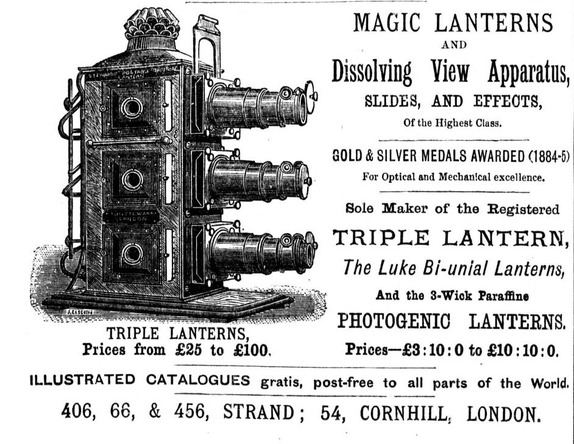 MAGIC LANTERNS
AND
Dissolving View Apparatus,
SLIDES, AND EFFECTS,
Of the Highest Class.
GOLD & SILVER MEDALS AWARDED (1884-5)
For Optical and Mechanical excellence.
Sole Maker of the Registered
TRIPLE LANTERN,
The Luke Bi-unial Lanterns,
And the 3-Wick Paraffine
PHOTOGENIC LANTERNS.
Prices—£3:10:0 to £10:10:0.
TRIPLE LANTERNS,
Prices from £25 to £100.
ILLUSTRATED CATALOGUES gratis, post-free to all parts of the World.
406, 66, & 456, STRAND; 54, CORNHILL, LONDON.